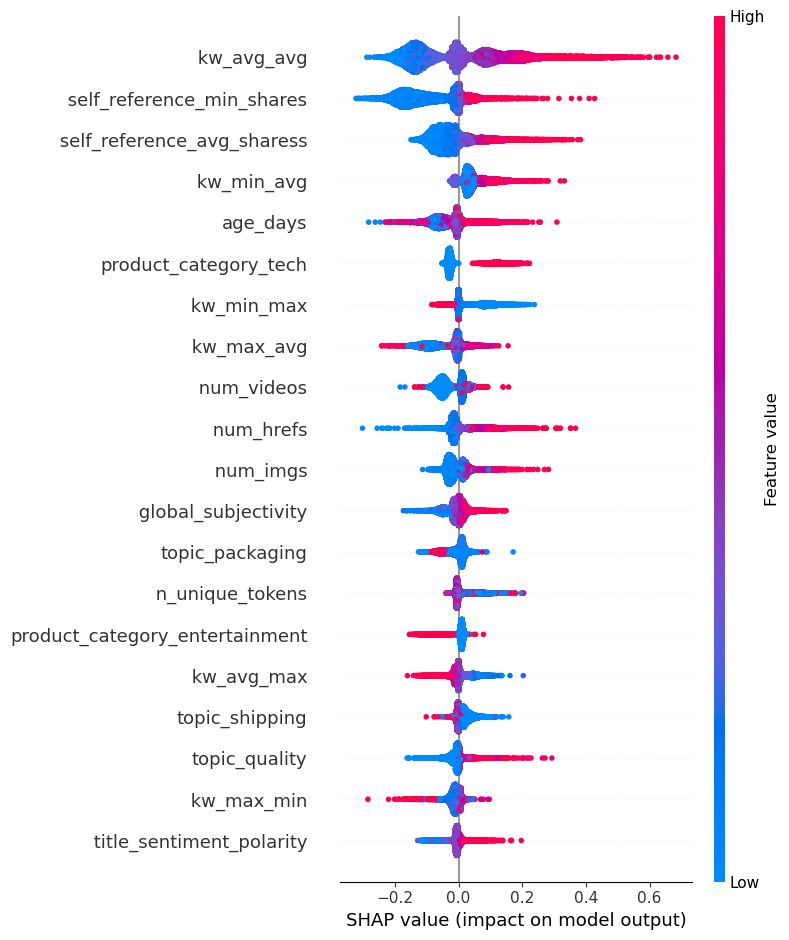 High
kw_avg_avg
self_reference_min_shares
self_reference_avg_sharess
kw_min_avg
age_days
product_category_tech
kw_min_max
kw_max_avg
num_videos
num_hrefs
num_imgs
global_subjectivity
topic_packaging
n_unique_tokens
product_category_entertainment
kw_avg_max
topic_shipping
topic_quality
kw_max_min
title_sentiment_polarity
Feature value
Low
−0.2 0.0 0.2 0.4 0.6
SHAP value (impact on model output)